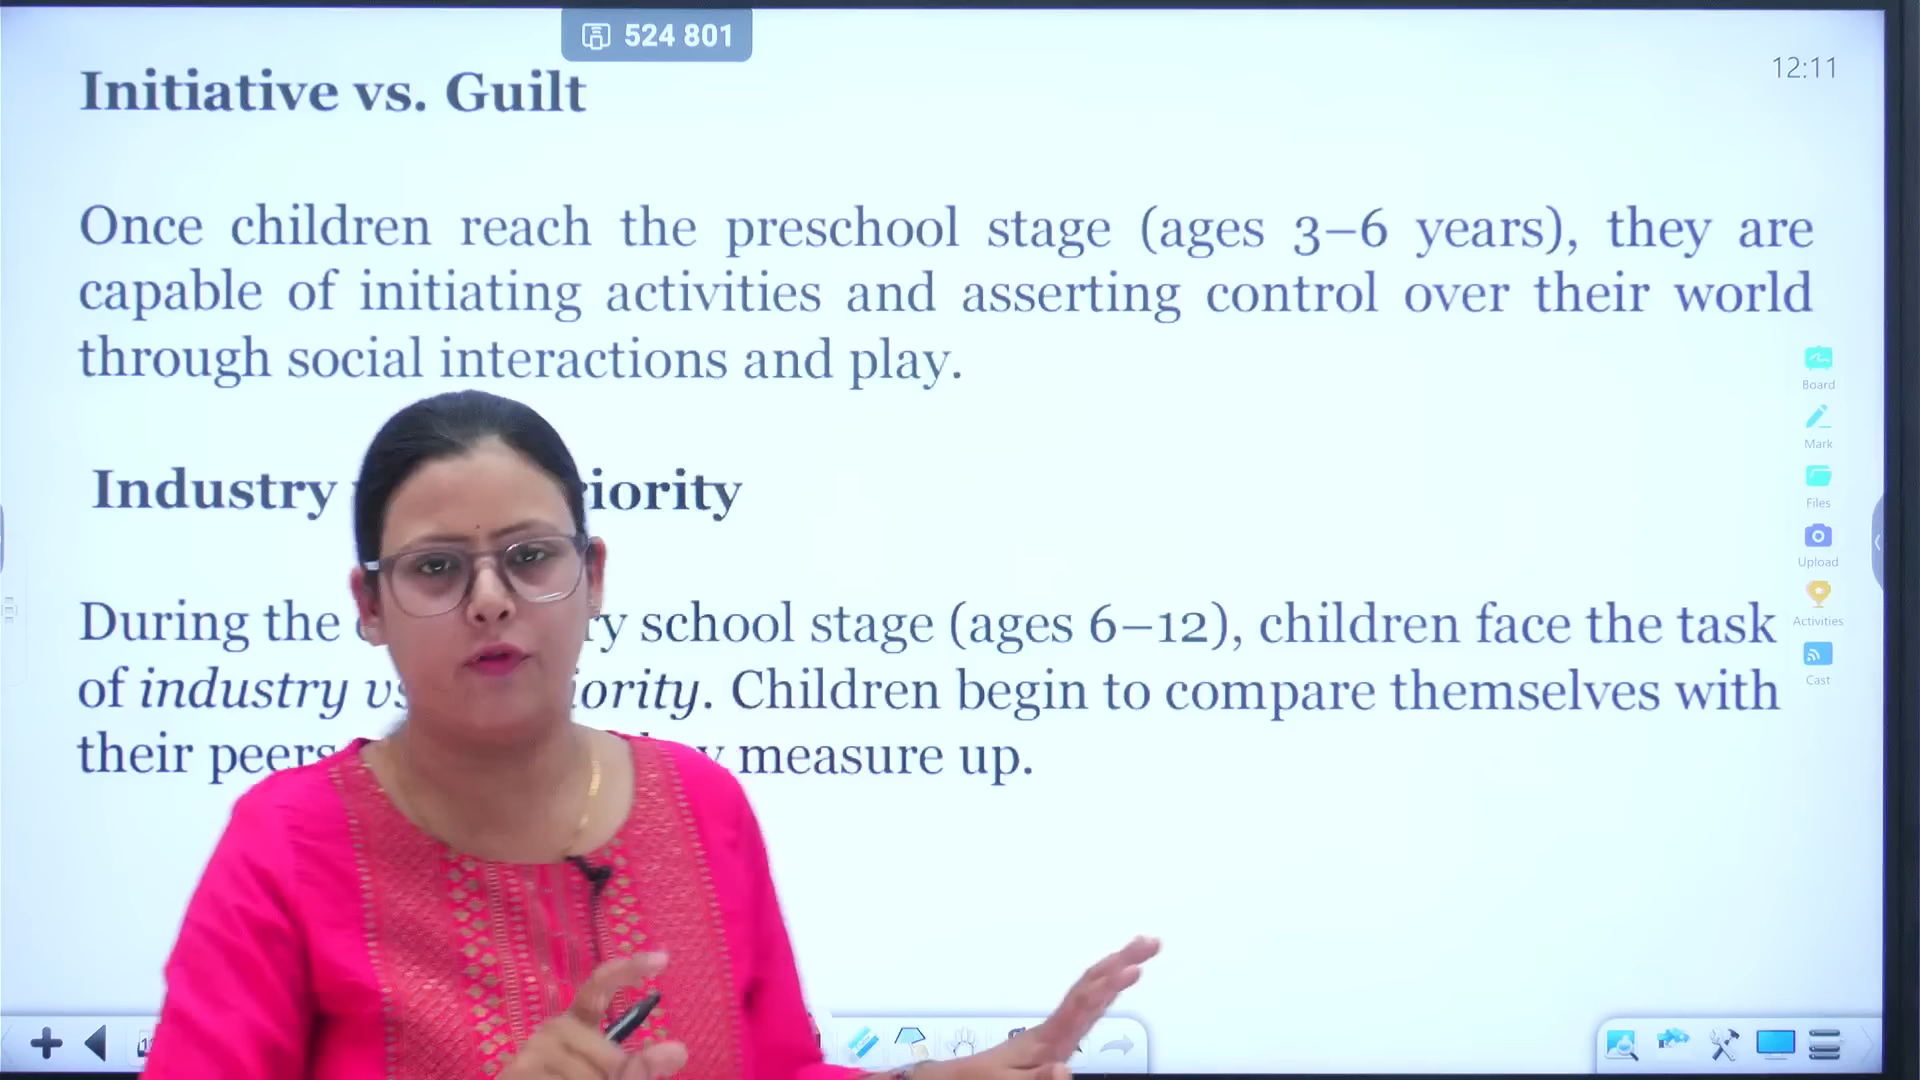 524 801
12:11
Initiative vs. Guilt
Once children reach the preschool stage (ages 3–6 years), they are
capable of initiating activities and asserting control over their world
through social interactions and play.
Industry
During the school stage (ages 6–12), children face the task
of industry Children begin to compare themselves with
their peers measure up.
Board
Mark
Files
Upload
Activities
Cast